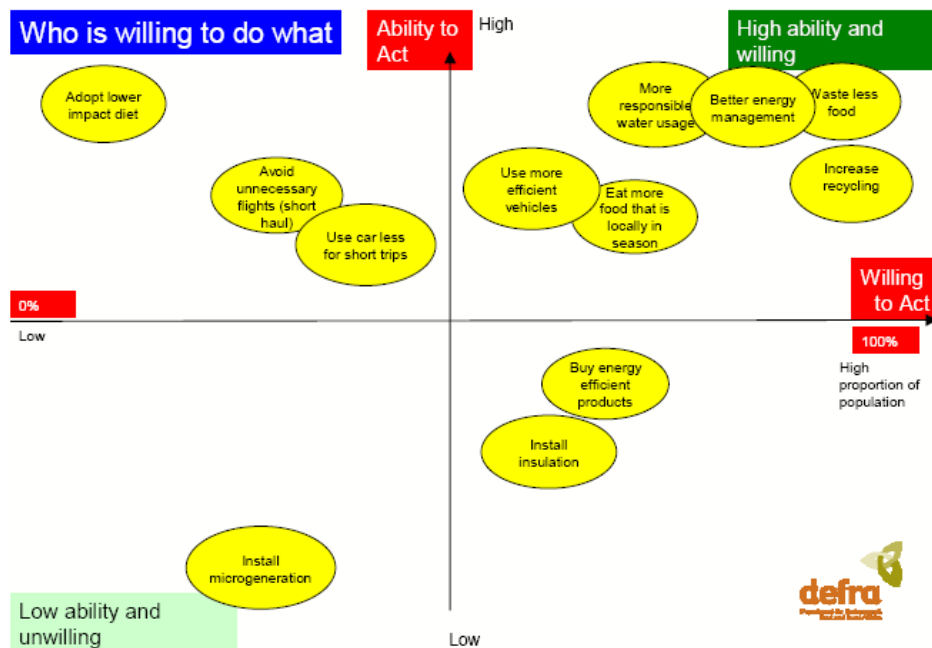 Who is willing to do what
Ability to
Act
High
High ability and
willing
Adopt lower
impact diet
More
responsible
water usage
Better energy
management
Waste less
food
Avoid
unnecessary
flights (short
haul)
Use more
efficient
vehicles
Eat more
food that is
locally in
season
Increase
recycling
Use car less
for short trips
0%
Low
Willing
to Act
100%
High
proportion of
population
Buy energy
efficient
products
Install
insulation
Install
microgeneration
Low ability and
unwilling
Low
defra